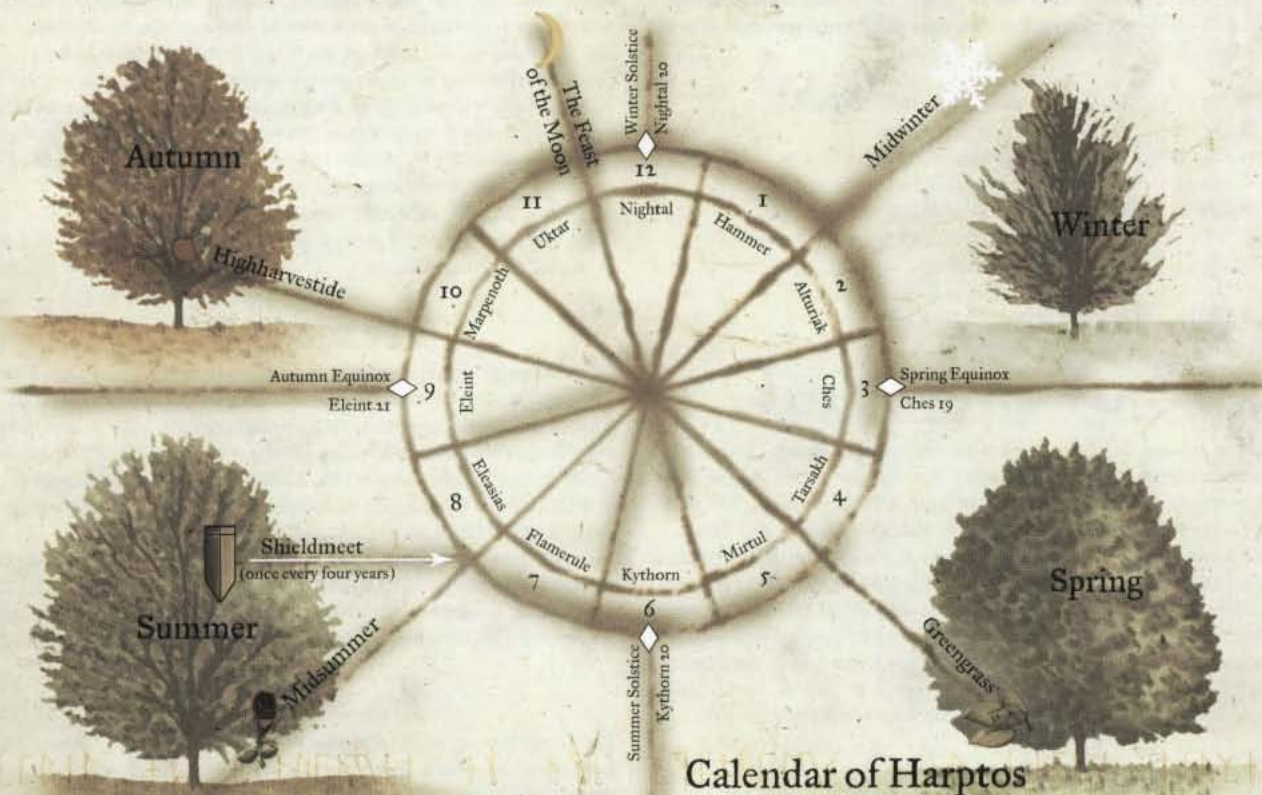 Autumn
Highharvestide
The Feast
of the Moon
Winter Solstice
Nightal 20
Midwinter
Winter
12
Nightal
1
Hammer
2
Alturiak
3
Ches
Spring Equinox
Ches 19
4
Tarsakh
5
Mirtul
6
Kythorn
7
Flamerule
8
Eleasias
9
Eleint
Autumn Equinox
Eleint 21
10
Marpenoth
11
Uktar
Shieldmeet
(once every four years)
Summer
Midsummer
Summer Solstice
Kythorn 20
Greengrass
Spring
Calendar of Harptos